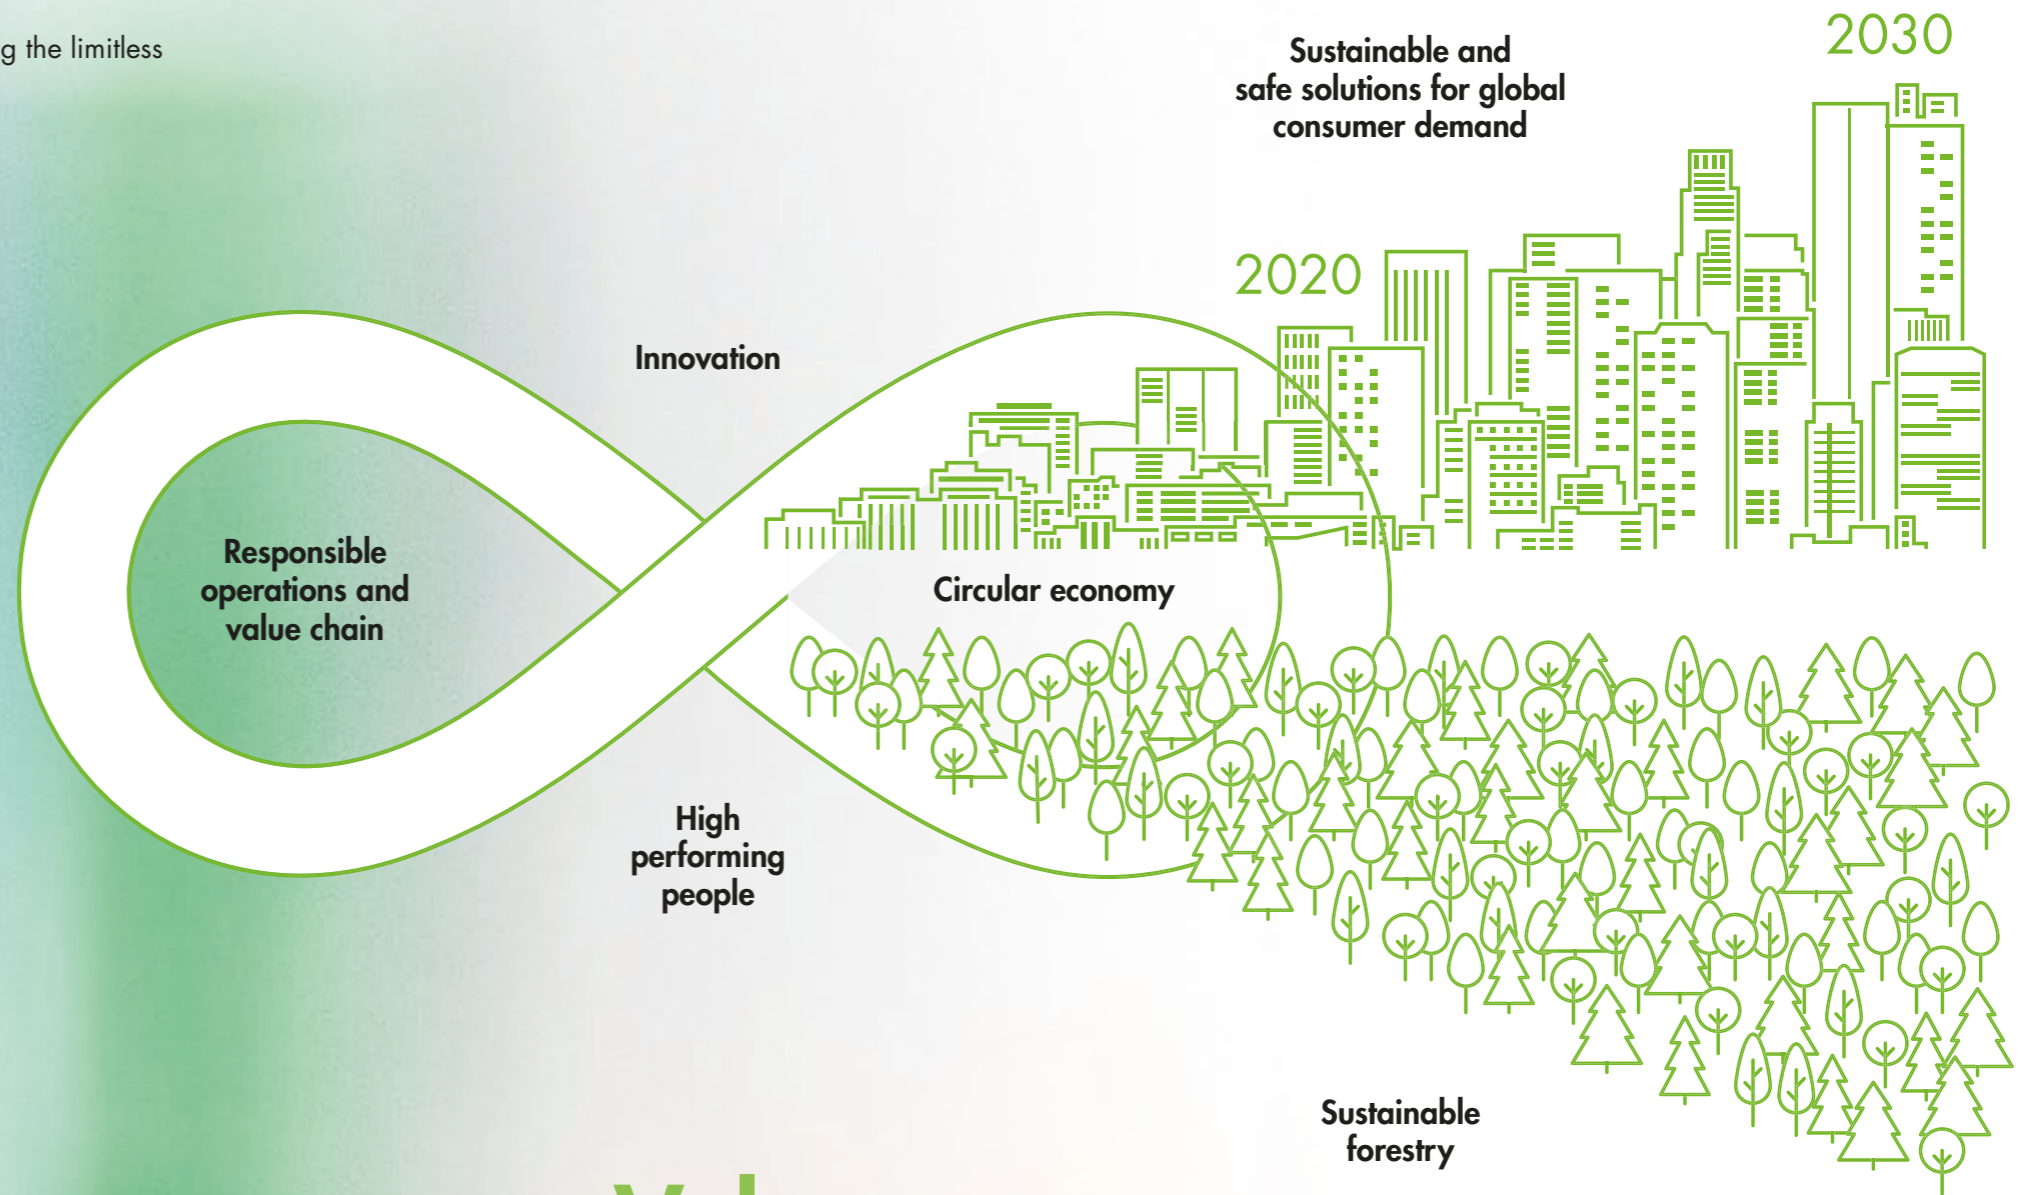 g the limitless
Sustainable and
safe solutions for global
consumer demand
2030
2020
Innovation
Responsible
operations and
value chain
Circular economy
High
performing
people
Sustainable
forestry